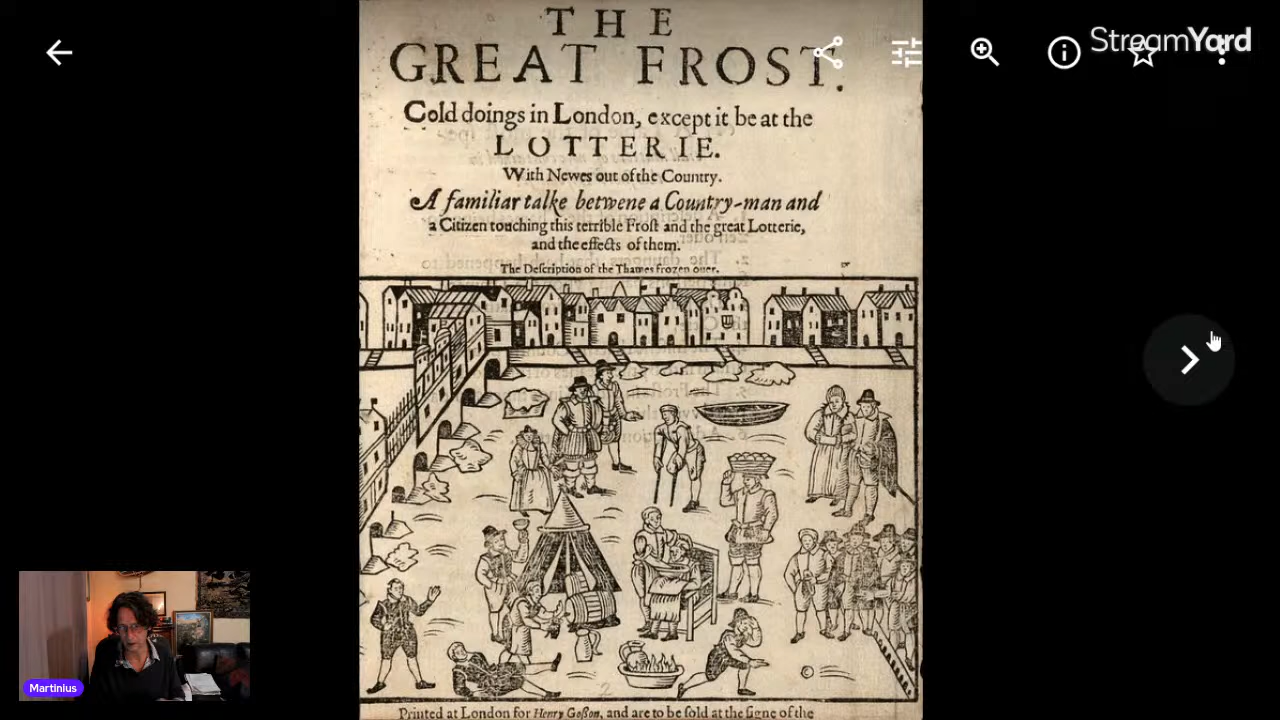 StreamYard
THE
GREAT FROST.
Cold doings in London, except it be at the
LOTTERIE.
With Newes out of the Country.
A familiar talke betwene a Country-man and
a Citizen touching this terrible Froſt and the great Lotterie,
and the effects of them.
The Deſcription of the Thames frozen ouer.
Printed at London for Henry Goſſon, and are to be ſold at the ſigne of the
Martinius